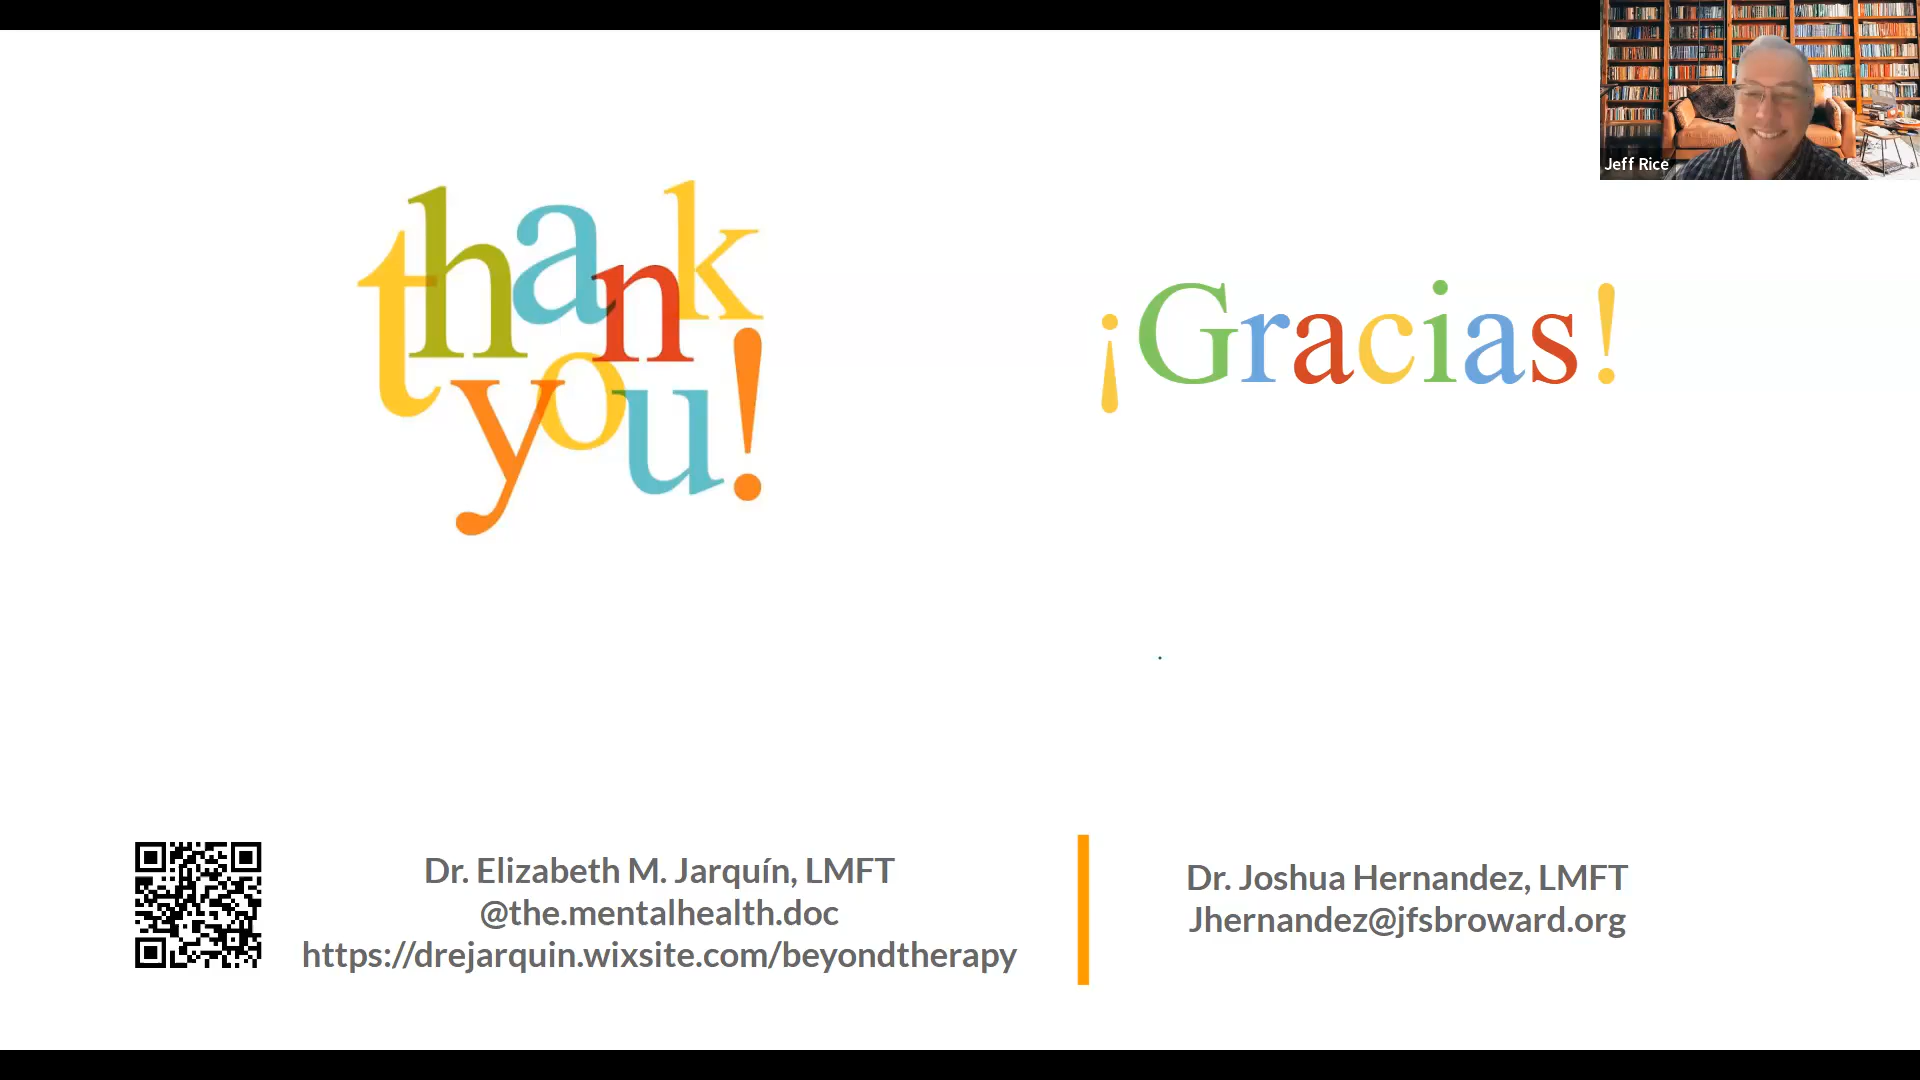 Jeff Rice
thank
you!
¡Gracias!
Dr. Elizabeth M. Jarquín, LMFT
@the.mentalhealth.doc
https://drejarquin.wixsite.com/beyondtherapy
Dr. Joshua Hernandez, LMFT
Jhernandez@jfsbroward.org